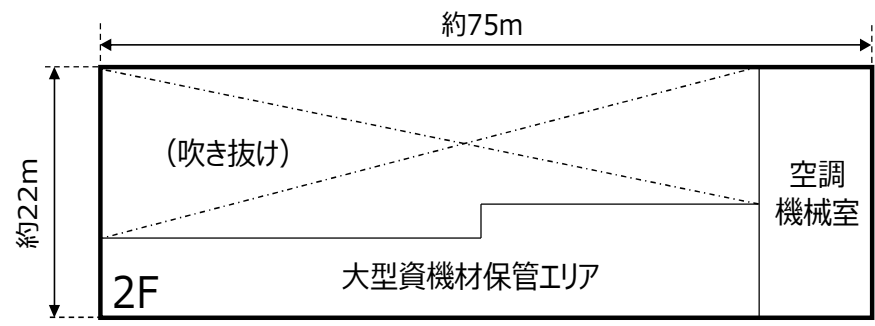 約75m
約22m
（吹き抜け）
空調
機械室
大型資機材保管エリア
2F